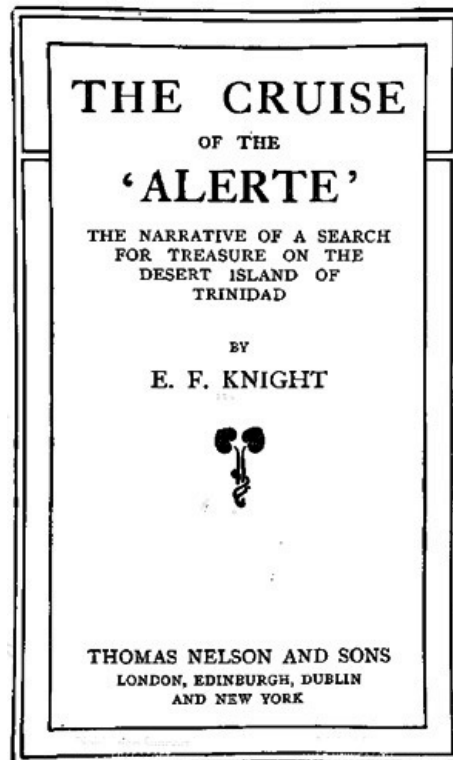 THE CRUISE
OF THE
‘ALERTE’
THE NARRATIVE OF A SEARCH
FOR TREASURE ON THE
DESERT ISLAND OF
TRINIDAD
BY
E. F. KNIGHT
THOMAS NELSON AND SONS
LONDON, EDINBURGH, DUBLIN
AND NEW YORK